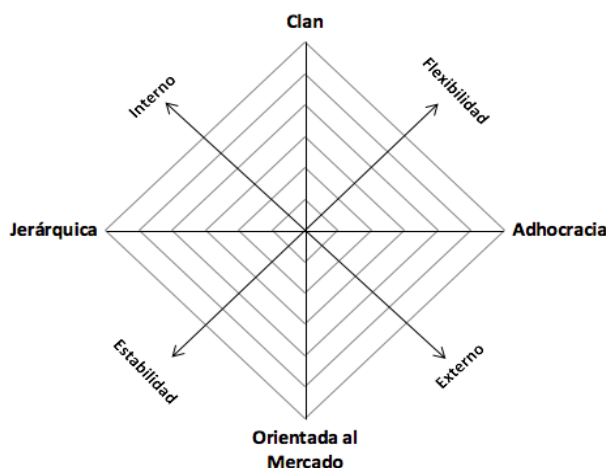 Clan
Interno
Flexibilidad
Jerárquica
Adhocracia
Estabilidad
Externo
Orientada al
Mercado